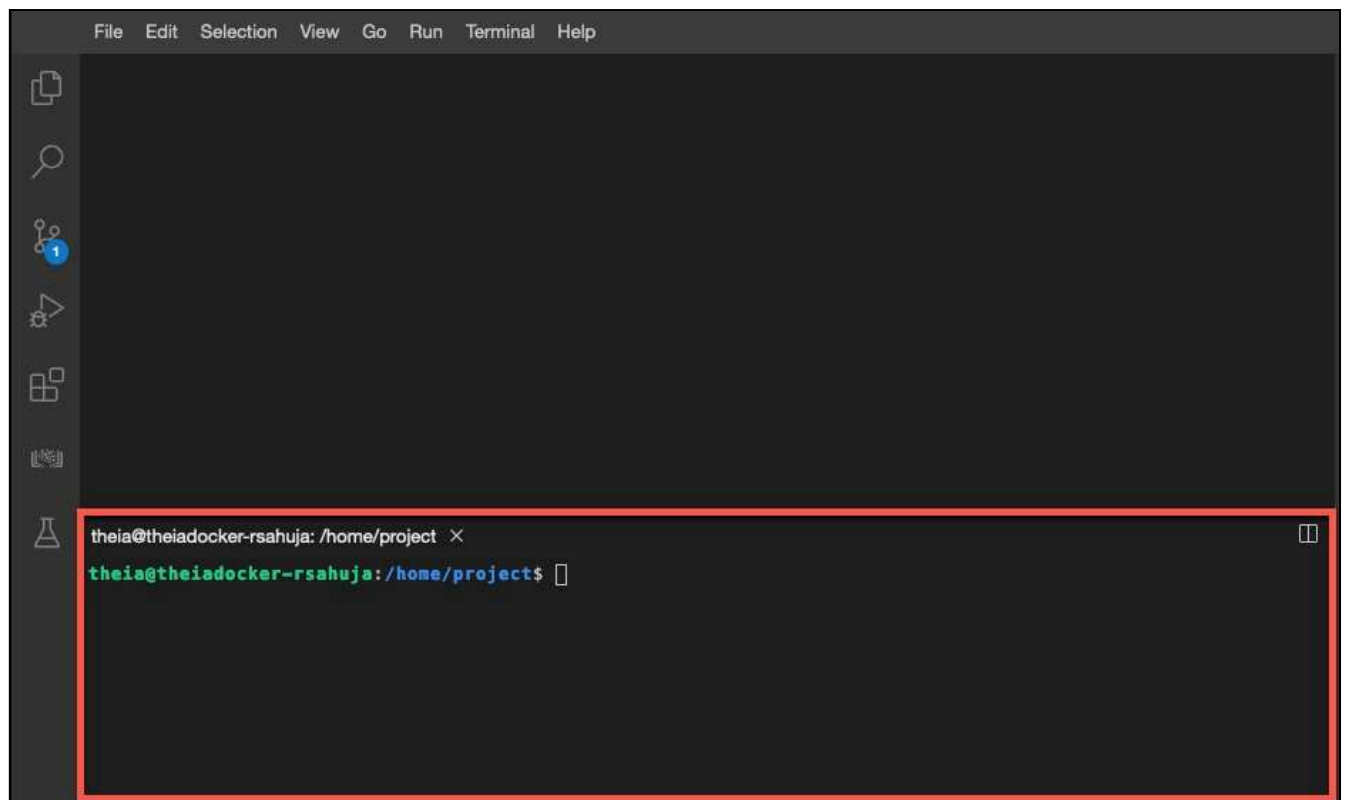 File Edit Selection View Go Run Terminal Help
1
theia@theiadocker-rsahuja: /home/project ×
theia@theiadocker-rsahuja:/home/project$